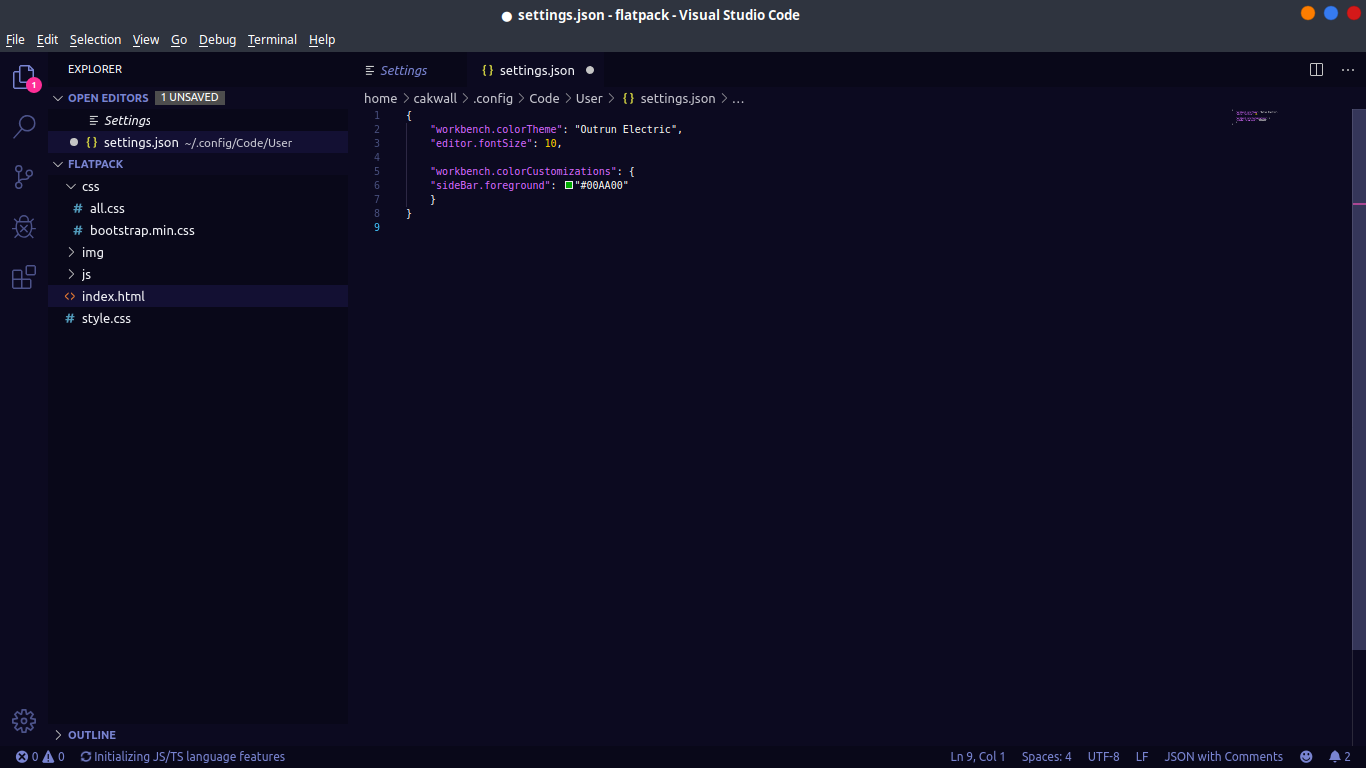 ● settings.json - flatpack - Visual Studio Code
File Edit Selection View Go Debug Terminal Help
EXPLORER
1
OPEN EDITORS 1 UNSAVED
Settings
{} settings.json ~/.config/Code/User
FLATPACK
css
# all.css
# bootstrap.min.css
img
js
<> index.html
# style.css
OUTLINE
Settings {} settings.json ●
home > cakwall > .config > Code > User > {} settings.json > ...
1 {
2 "workbench.colorTheme": "Outrun Electric",
3 "editor.fontSize": 10,
4
5 "workbench.colorCustomizations": {
6 "sideBar.foreground": "#00AA00"
7 }
8 }
9
0 0 Initializing JS/TS language features Ln 9, Col 1 Spaces: 4 UTF-8 LF JSON with Comments 2